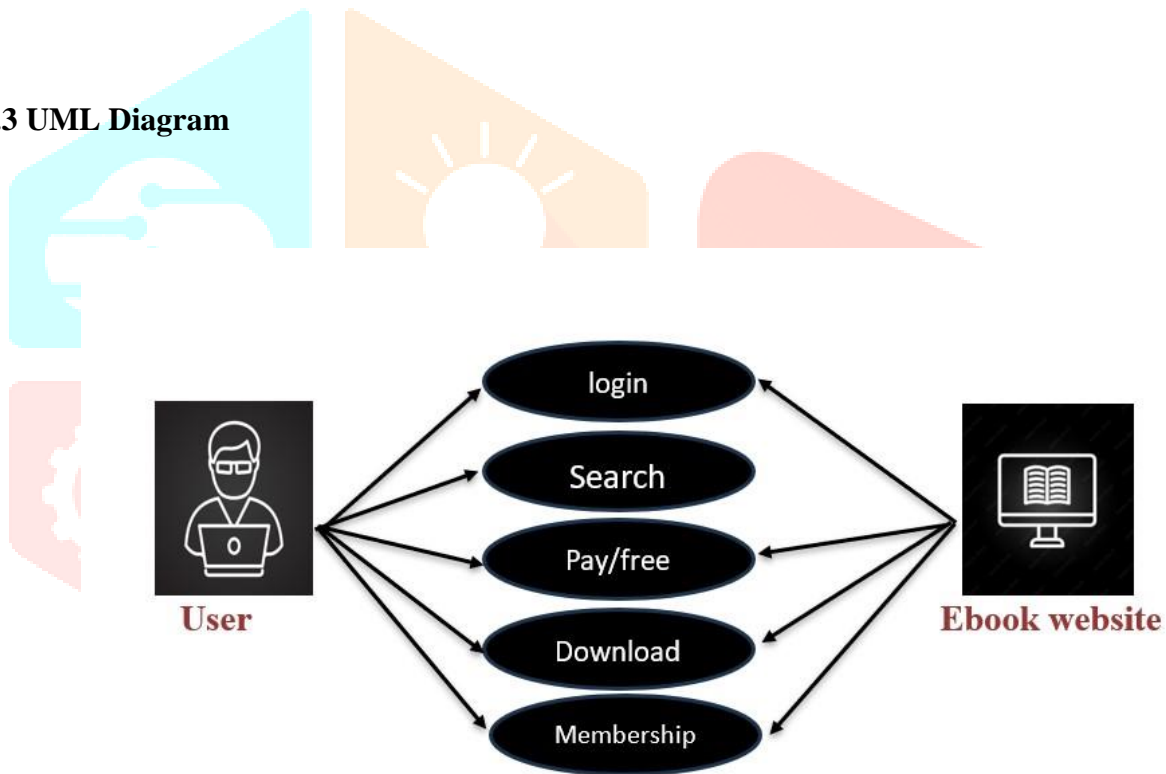 .3 UML Diagram
login
Search
Pay/free
Download
Membership
User
Ebook website